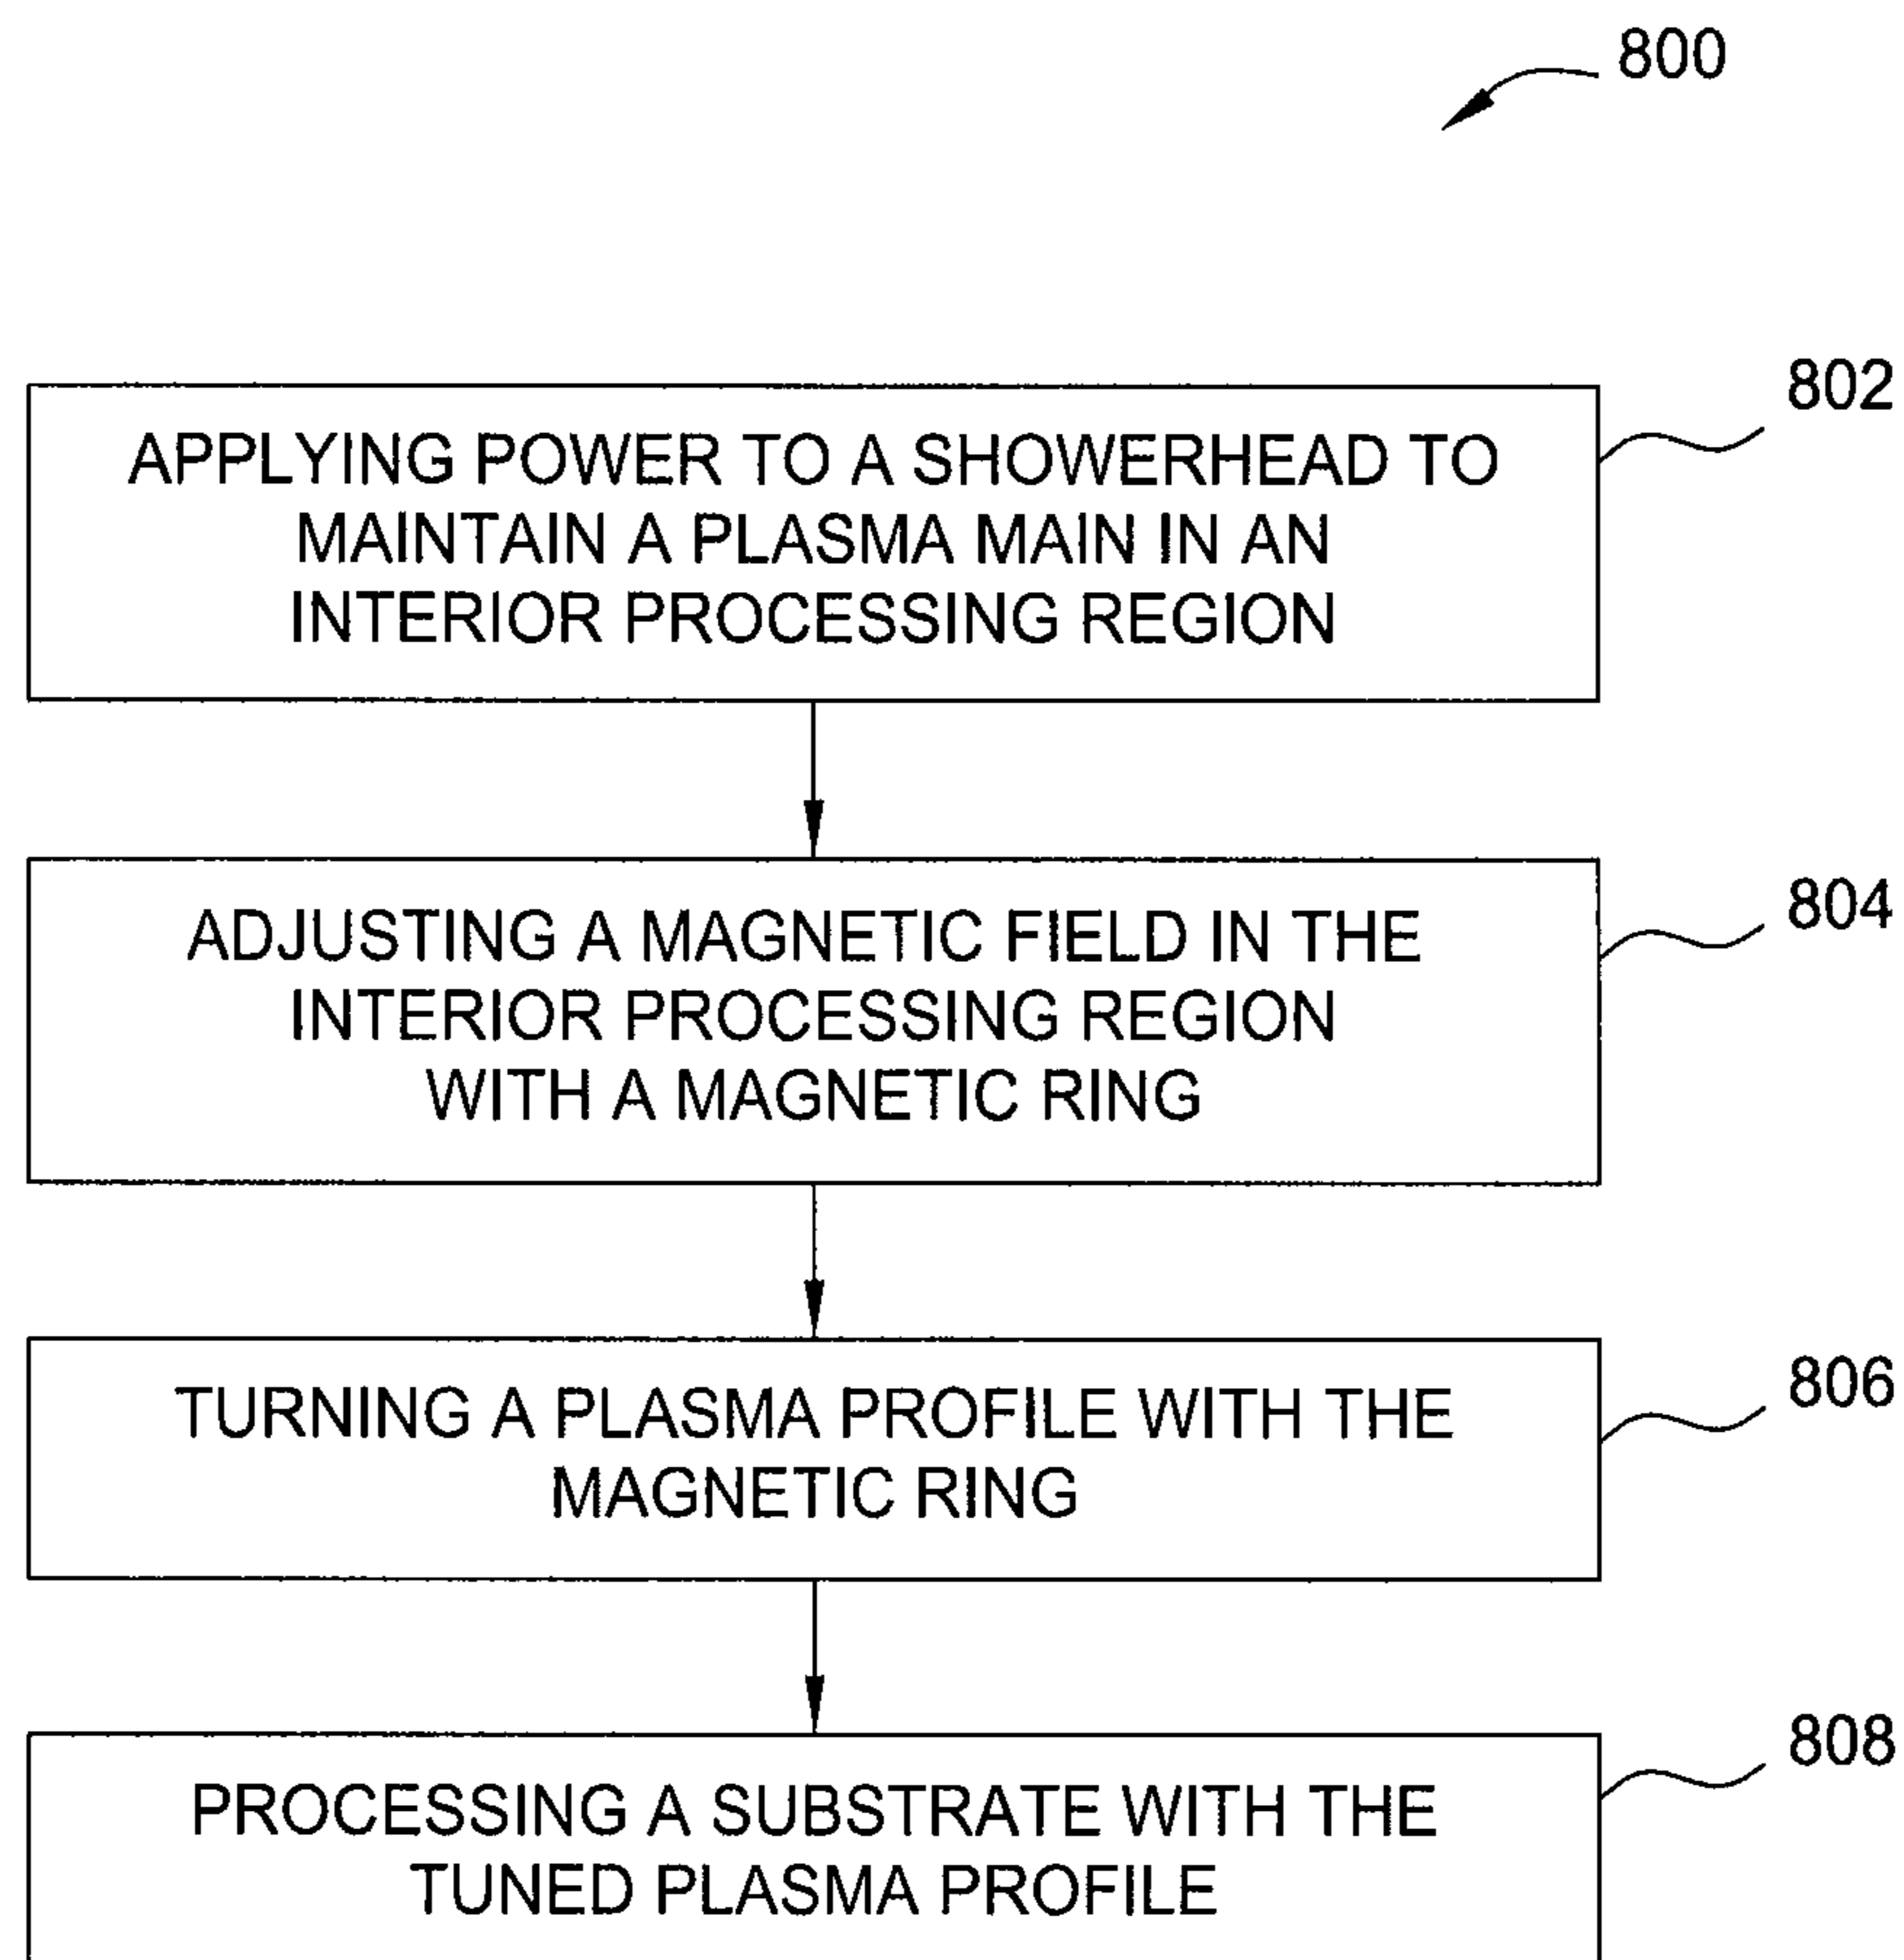 800
802
APPLYING POWER TO A SHOWERHEAD TO
MAINTAIN A PLASMA MAIN IN AN
INTERIOR PROCESSING REGION
804
ADJUSTING A MAGNETIC FIELD IN THE
INTERIOR PROCESSING REGION
WITH A MAGNETIC RING
806
TURNING A PLASMA PROFILE WITH THE
MAGNETIC RING
808
PROCESSING A SUBSTRATE WITH THE
TUNED PLASMA PROFILE